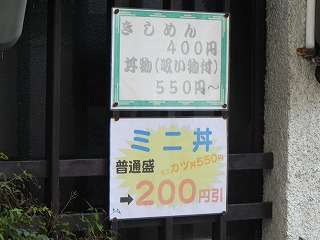 きしめん
400円
丼物(吸い物付)
550円〜
ミニ丼
普通盛
ミニカツ丼550円
→200円引